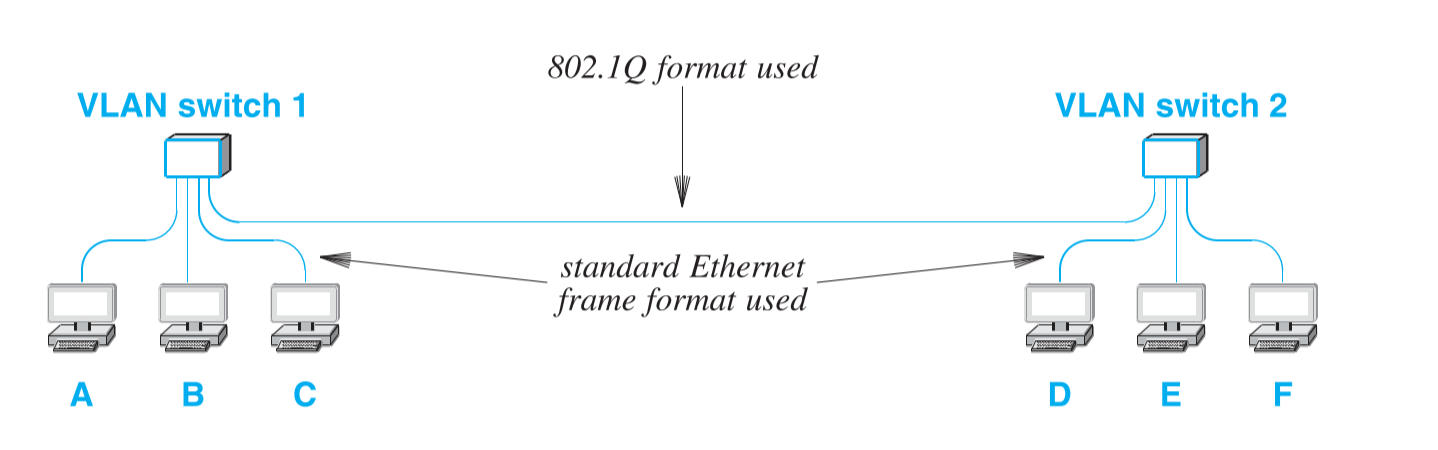 802.1Q format used
VLAN switch 1
VLAN switch 2
standard Ethernet
frame format used
A
B
C
D
E
F